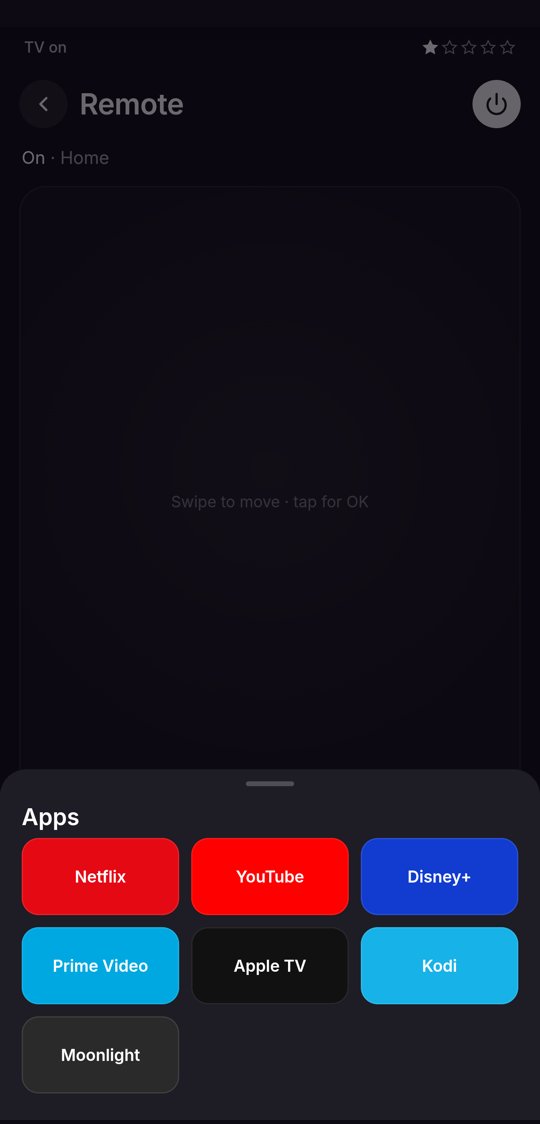 TV on
Remote
On · Home
Swipe to move · tap for OK
Apps
Netflix YouTube Disney+
Prime Video Apple TV Kodi
Moonlight